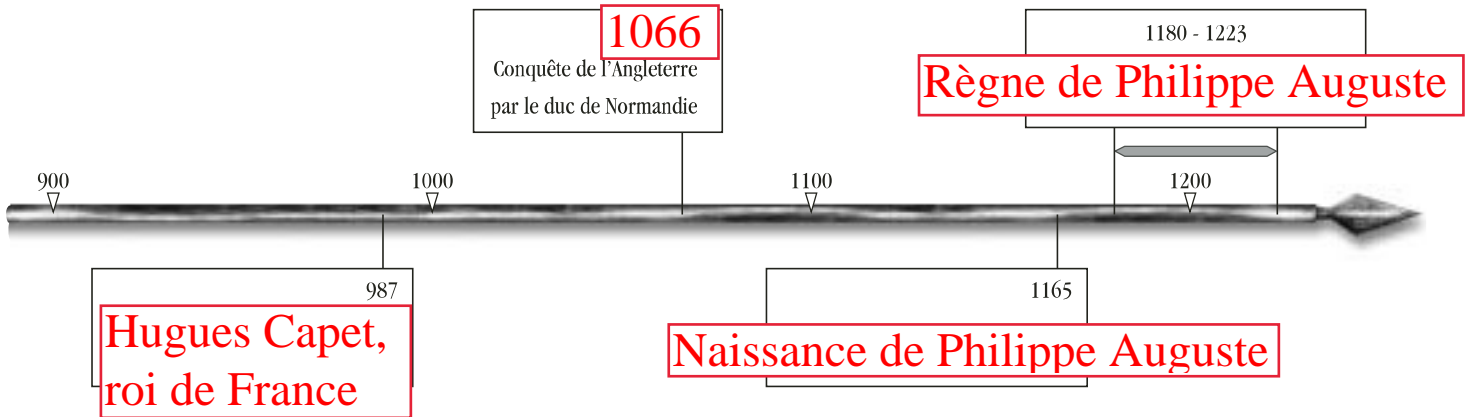 1066
Conquête de l'Angleterre
par le duc de Normandie
1180 - 1223
Règne de Philippe Auguste
900
1000
1100
1200
987
Hugues Capet,
roi de France
1165
Naissance de Philippe Auguste